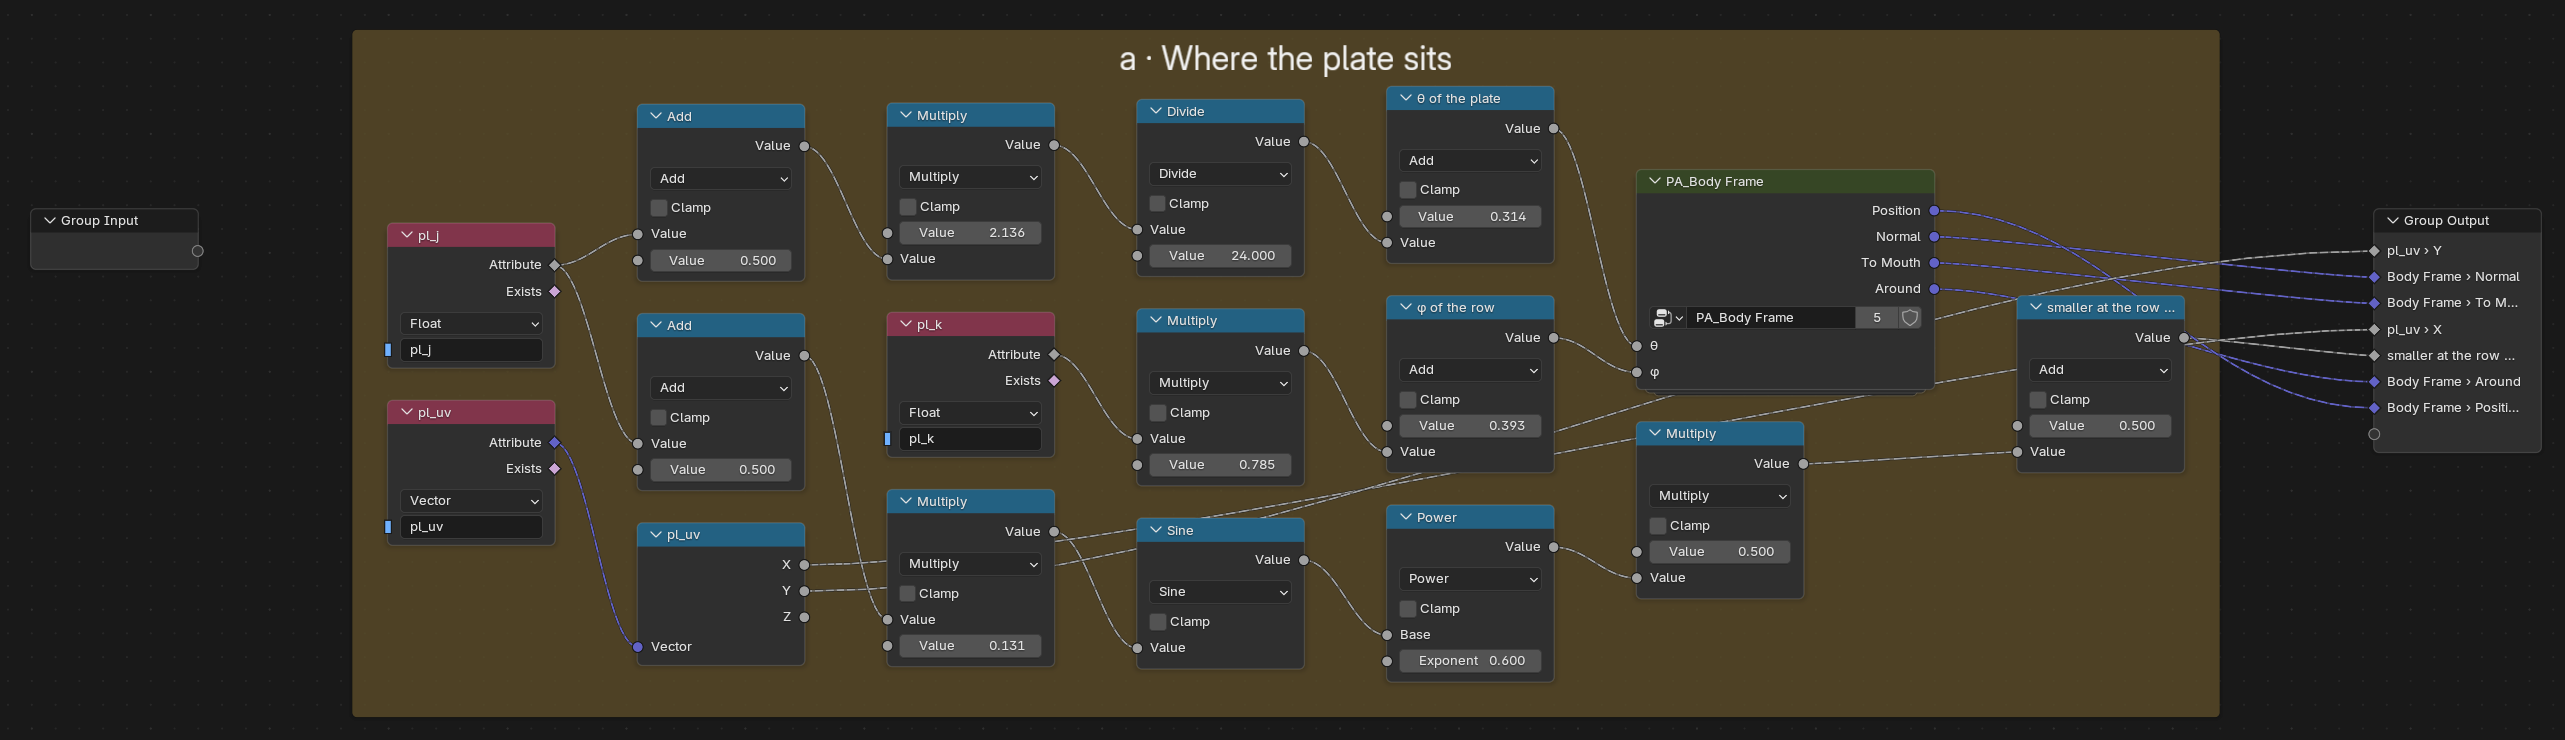 a · Where the plate sits
Group Input
pl_j
Attribute
Exists
Float
pl_j
pl_uv
Attribute
Exists
Vector
pl_uv
Add
Value
Add
Clamp
Value
Value 0.500
Add
Value
Add
Clamp
Value
Value 0.500
pl_uv
X
Y
Z
Vector
Multiply
Value
Multiply
Clamp
Value 2.136
Value
pl_k
Attribute
Exists
Float
pl_k
Multiply
Value
Multiply
Clamp
Value
Value 0.131
Divide
Value
Divide
Clamp
Value
Value 24.000
Multiply
Value
Multiply
Clamp
Value
Value 0.785
Sine
Value
Sine
Clamp
Value
θ of the plate
Value
Add
Clamp
Value 0.314
Value
φ of the row
Value
Add
Clamp
Value 0.393
Value
Power
Value
Power
Clamp
Base
Exponent 0.600
PA_Body Frame
Position
Normal
To Mouth
Around
PA_Body Frame 5
θ
φ
Multiply
Value
Multiply
Clamp
Value 0.500
Value
smaller at the row ...
Value
Add
Clamp
Value 0.500
Value
Group Output
pl_uv › Y
Body Frame › Normal
Body Frame › To M...
pl_uv › X
smaller at the row ...
Body Frame › Around
Body Frame › Positi...